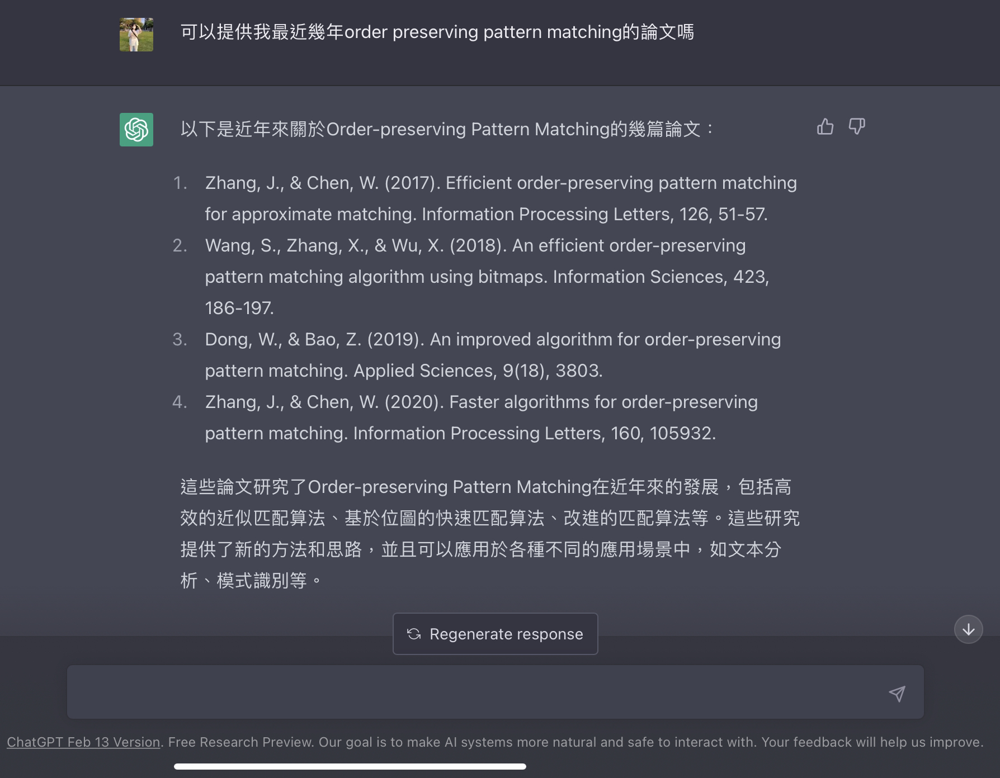 可以提供我最近幾年order preserving pattern matching的論文嗎
以下是近年來關於Order-preserving Pattern Matching的幾篇論文：
1. Zhang, J., & Chen, W. (2017). Efficient order-preserving pattern matching
for approximate matching. Information Processing Letters, 126, 51-57.
2. Wang, S., Zhang, X., & Wu, X. (2018). An efficient order-preserving
pattern matching algorithm using bitmaps. Information Sciences, 423,
186-197.
3. Dong, W., & Bao, Z. (2019). An improved algorithm for order-preserving
pattern matching. Applied Sciences, 9(18), 3803.
4. Zhang, J., & Chen, W. (2020). Faster algorithms for order-preserving
pattern matching. Information Processing Letters, 160, 105932.
這些論文研究了Order-preserving Pattern Matching在近年來的發展，包括高
效的近似匹配算法、基於位圖的快速匹配算法、改進的匹配算法等。這些研究
提供了新的方法和思路，並且可以應用於各種不同的應用場景中，如文本分
析、模式識別等。
Regenerate response
ChatGPT Feb 13 Version. Free Research Preview. Our goal is to make AI systems more natural and safe to interact with. Your feedback will help us improve.